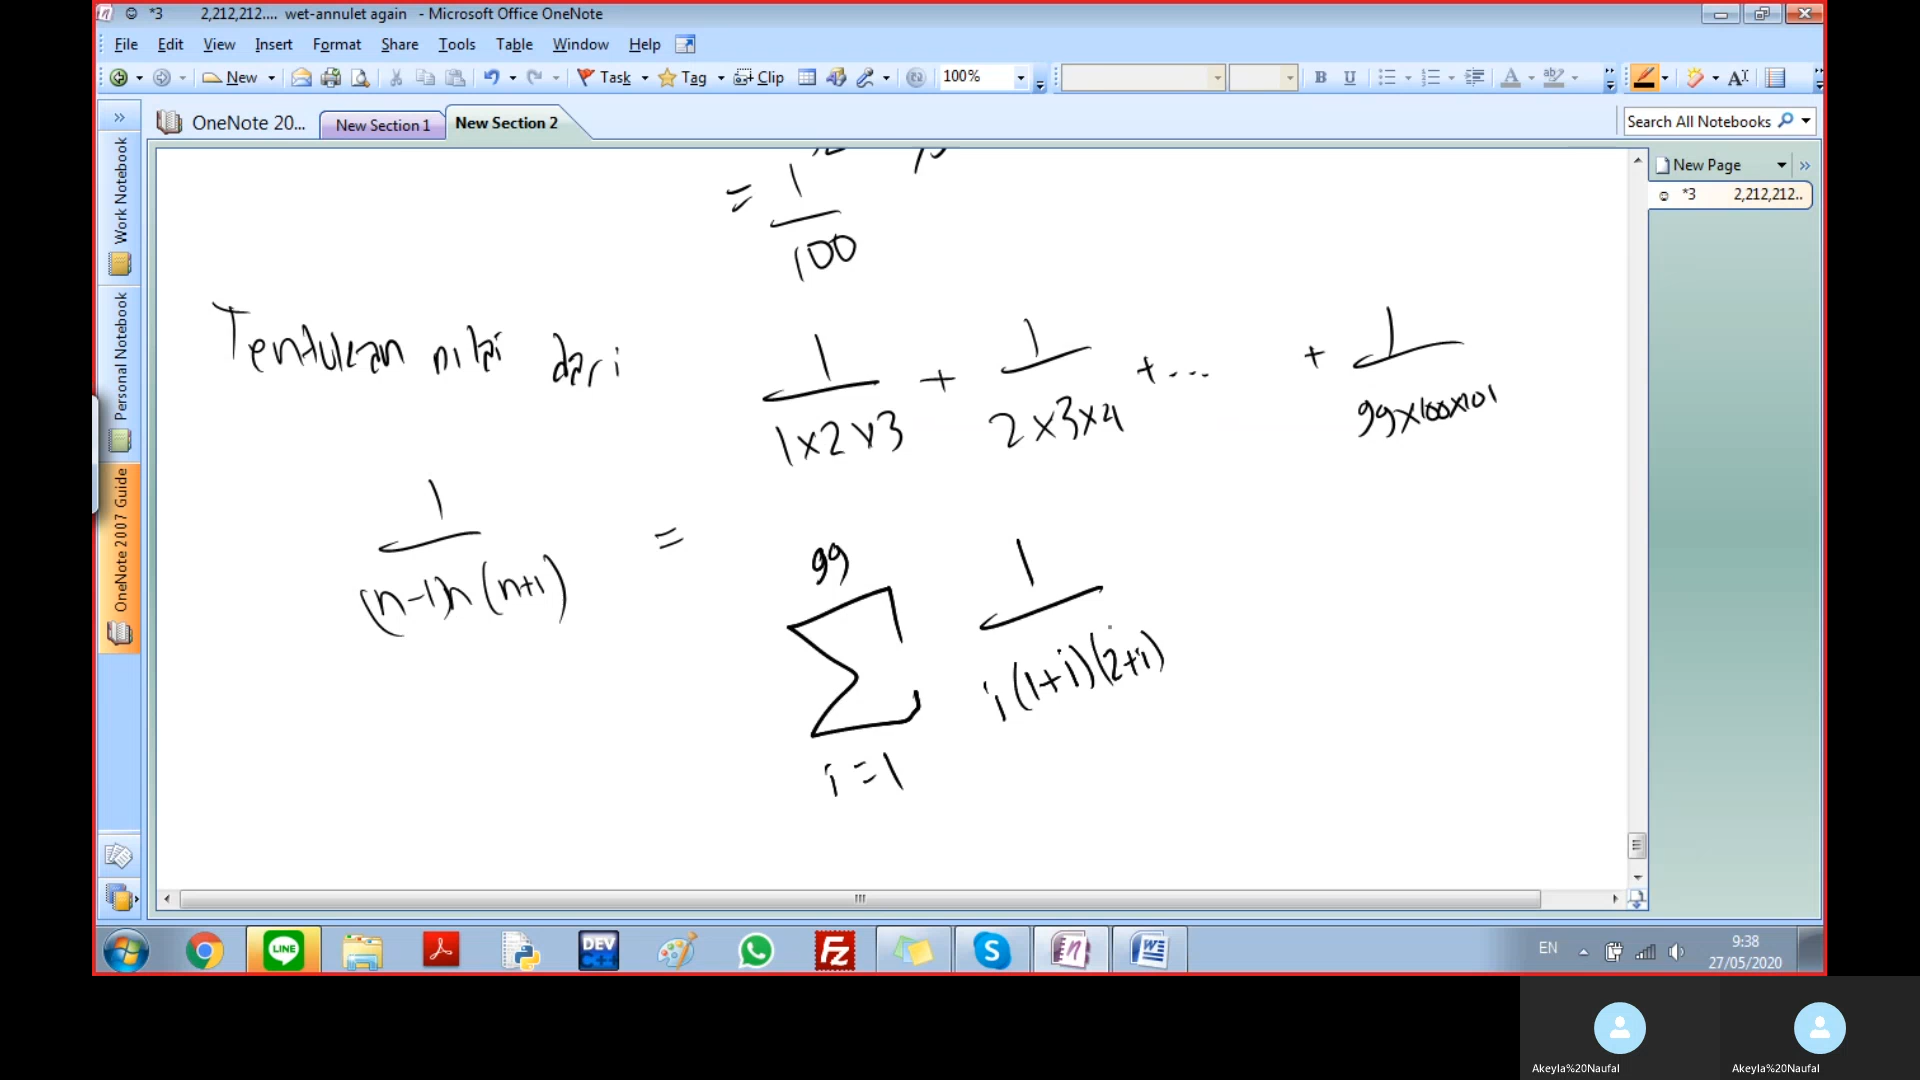 *3 2,212,212.... wet-annulet again - Microsoft Office OneNote
File Edit View Insert Format Share Tools Table Window Help
New Task Tag Clip 100% B U
OneNote 20... New Section 1 New Section 2
Search All Notebooks
New Page
*3 2,212,212..
Work Notebook
Personal Notebook
OneNote 2007 Guide
= 1/100
Tentukan nilai dari 1/(1x2x3) + 1/(2x3x4) + ... + 1/(99x100x101)
1/((n-1)n(n+1)) =
99
Σ 1/(i(1+i)(2+i))
i=1
LINE
DEV C++
EN
9:38
27/05/2020
Akeyla%20Naufal
Akeyla%20Naufal